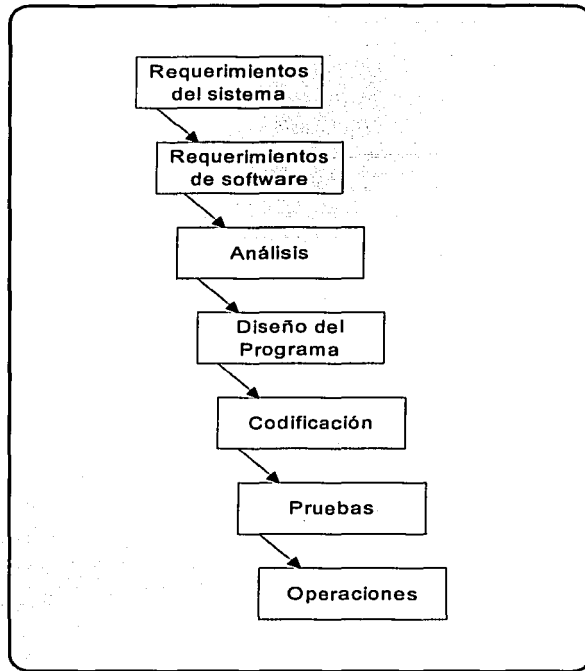 Requerimientos
del sistema
Requerimientos
de software
Análisis
Diseño del
Programa
Codificación
Pruebas
Operaciones